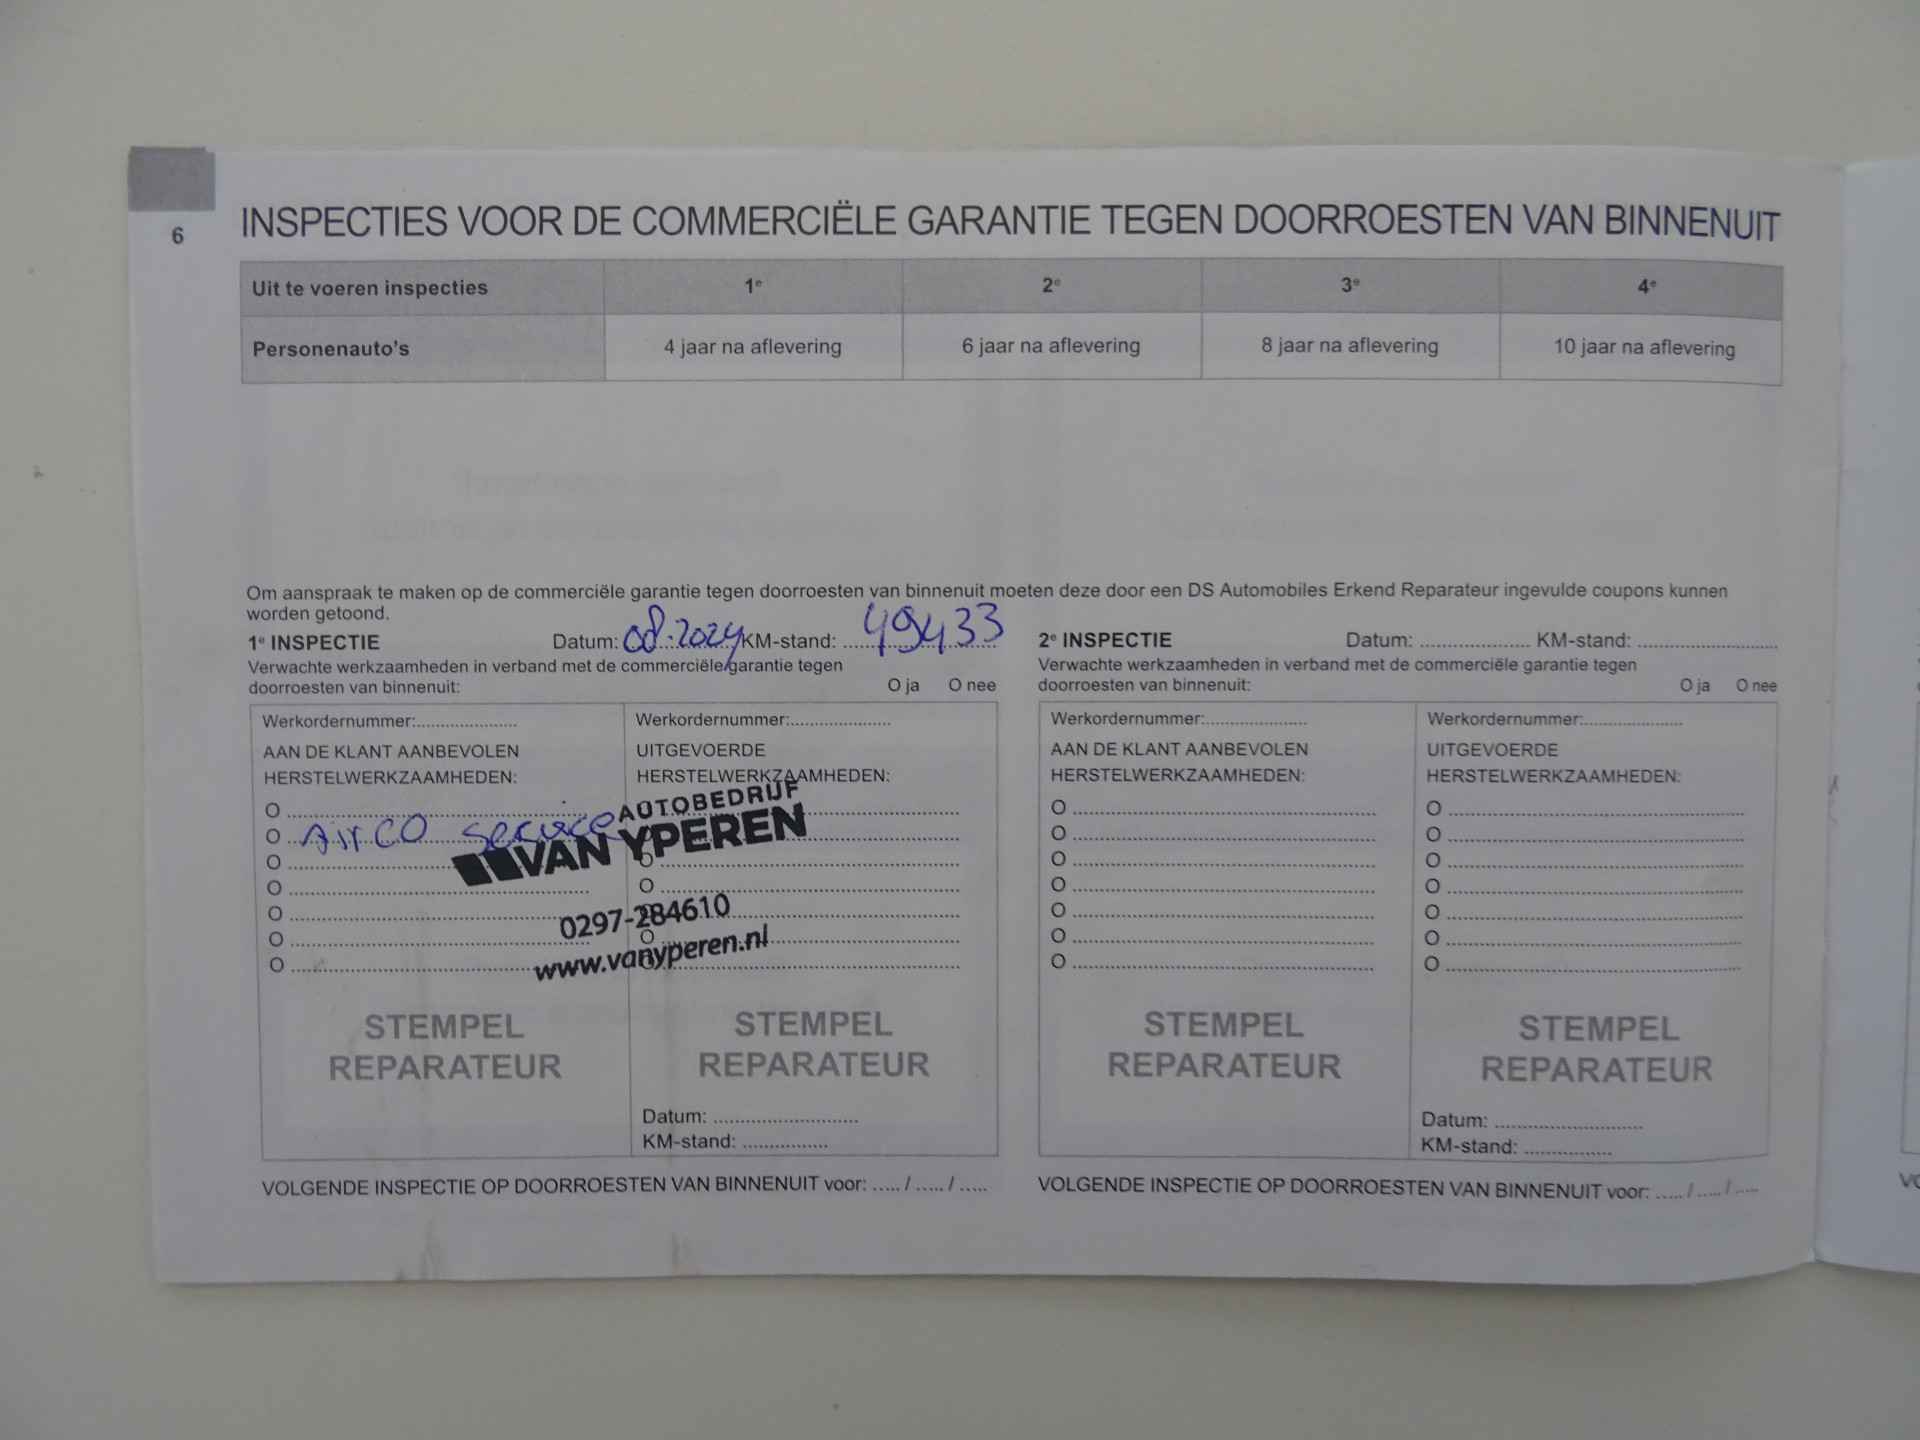 6
INSPECTIES VOOR DE COMMERCIËLE GARANTIE TEGEN DOORROESTEN VAN BINNENUIT
Uit te voeren inspecties 1e 2e 3e 4e
Personenauto's 4 jaar na aflevering 6 jaar na aflevering 8 jaar na aflevering 10 jaar na aflevering
Om aanspraak te maken op de commerciële garantie tegen doorroesten van binnenuit moeten deze door een DS Automobiles Erkend Reparateur ingevulde coupons kunnen
worden getoond.
1e INSPECTIE Datum: 08-2024 KM-stand: 49433
Verwachte werkzaamheden in verband met de commerciële garantie tegen
doorroesten van binnenuit: O ja O nee
Werkordernummer:....................
AAN DE KLANT AANBEVOLEN
HERSTELWERKZAAMHEDEN:
O
O Airco service
O
O
O
O
O
STEMPEL
REPARATEUR
Werkordernummer:....................
UITGEVOERDE
HERSTELWERKZAAMHEDEN:
AUTOBEDRIJF
VAN YPEREN
0297-284610
www.vanyperen.nl
O
O
O
O
O
STEMPEL
REPARATEUR
Datum: .............................
KM-stand: .................
VOLGENDE INSPECTIE OP DOORROESTEN VAN BINNENUIT voor: ..... / ..... / .....
2e INSPECTIE Datum: ...................... KM-stand: ............................
Verwachte werkzaamheden in verband met de commerciële garantie tegen
doorroesten van binnenuit: O ja O nee
Werkordernummer:....................
AAN DE KLANT AANBEVOLEN
HERSTELWERKZAAMHEDEN:
O
O
O
O
O
O
O
STEMPEL
REPARATEUR
Werkordernummer:....................
UITGEVOERDE
HERSTELWERKZAAMHEDEN:
O
O
O
O
O
O
O
STEMPEL
REPARATEUR
Datum: .............................
KM-stand: .................
VOLGENDE INSPECTIE OP DOORROESTEN VAN BINNENUIT voor: ..... / ..... / .....